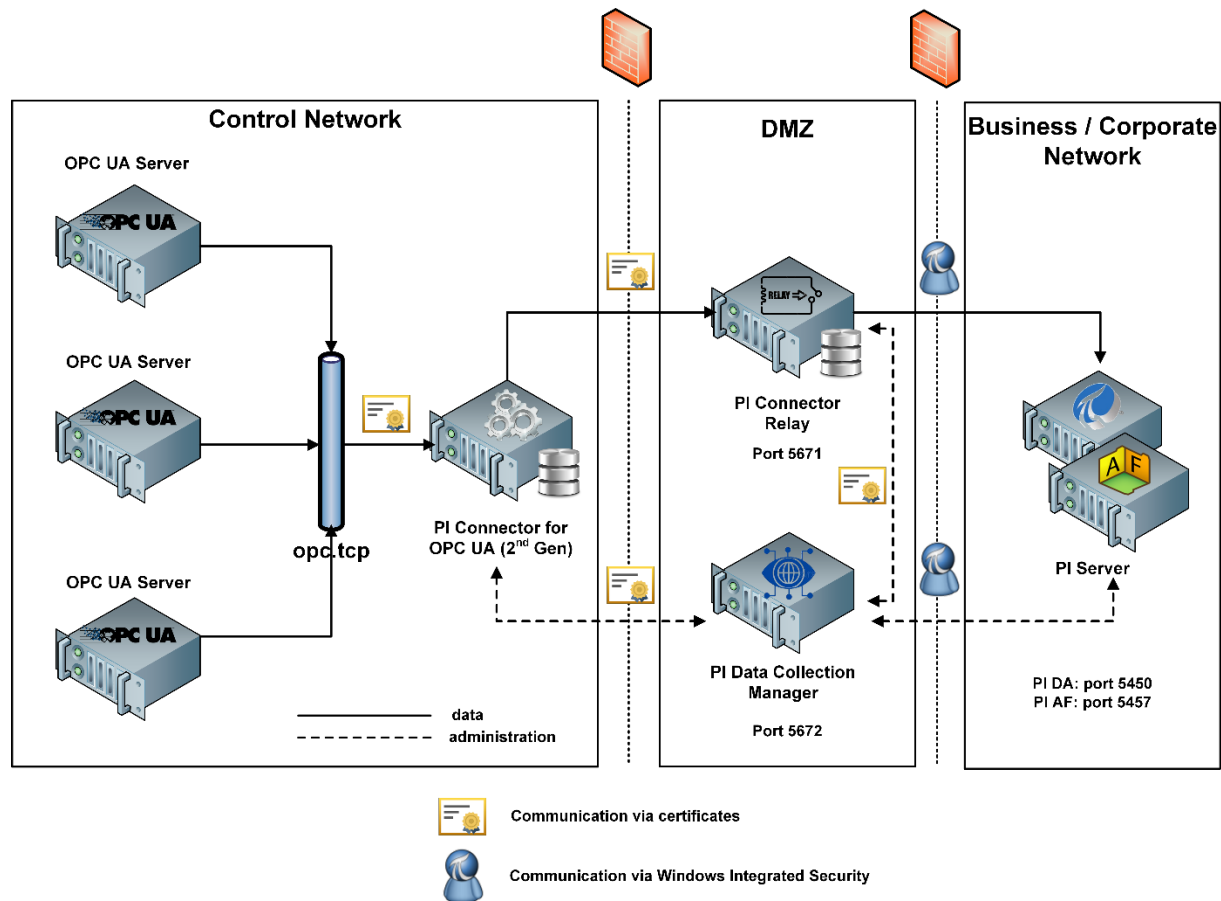 Control Network
DMZ
Business / Corporate
Network
OPC UA Server
OPC UA
OPC UA Server
OPC UA
opc.tcp
OPC UA Server
OPC UA
PI Connector for
OPC UA (2nd Gen)
RELAY
PI Connector
Relay
Port 5671
PI Data Collection
Manager
Port 5672
A F
PI Server
PI DA: port 5450
PI AF: port 5457
data
administration
Communication via certificates
Communication via Windows Integrated Security